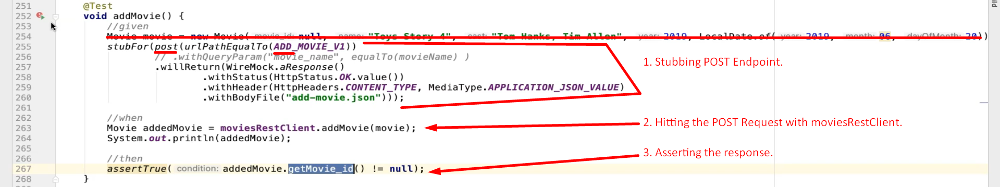 251 @Test
252 void addMovie() {
253 //given
254 Movie movie = new Movie( movie_id: null, name: "Toys Story 4", cast: "Tom Hanks, Tim Allen", year: 2019, LocalDate.of( year: 2019, month: 06, dayOfMonth: 20))
255 stubFor(post(urlPathEqualTo(ADD_MOVIE_V1))
256 // .withQueryParam("movie_name", equalTo(movieName) )
257 .willReturn(WireMock.aResponse()
1. Stubbing POST Endpoint.
258 .withStatus(HttpStatus.OK.value())
259 .withHeader(HttpHeaders.CONTENT_TYPE, MediaType.APPLICATION_JSON_VALUE)
260 .withBodyFile("add-movie.json")));
261
262 //when
263 Movie addedMovie = moviesRestClient.addMovie(movie);
2. Hitting the POST Request with moviesRestClient.
264 System.out.println(addedMovie);
265
266 //then
3. Asserting the response.
267 assertTrue( condition: addedMovie.getMovie_id() != null);
268 }